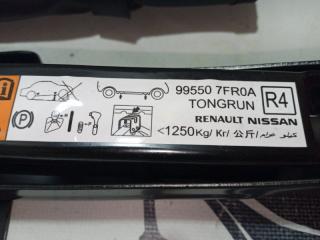 99550 7FR0A
TONGRUN
R4
RENAULT NISSAN
P
<1250Kg/ Kr/ 公斤/